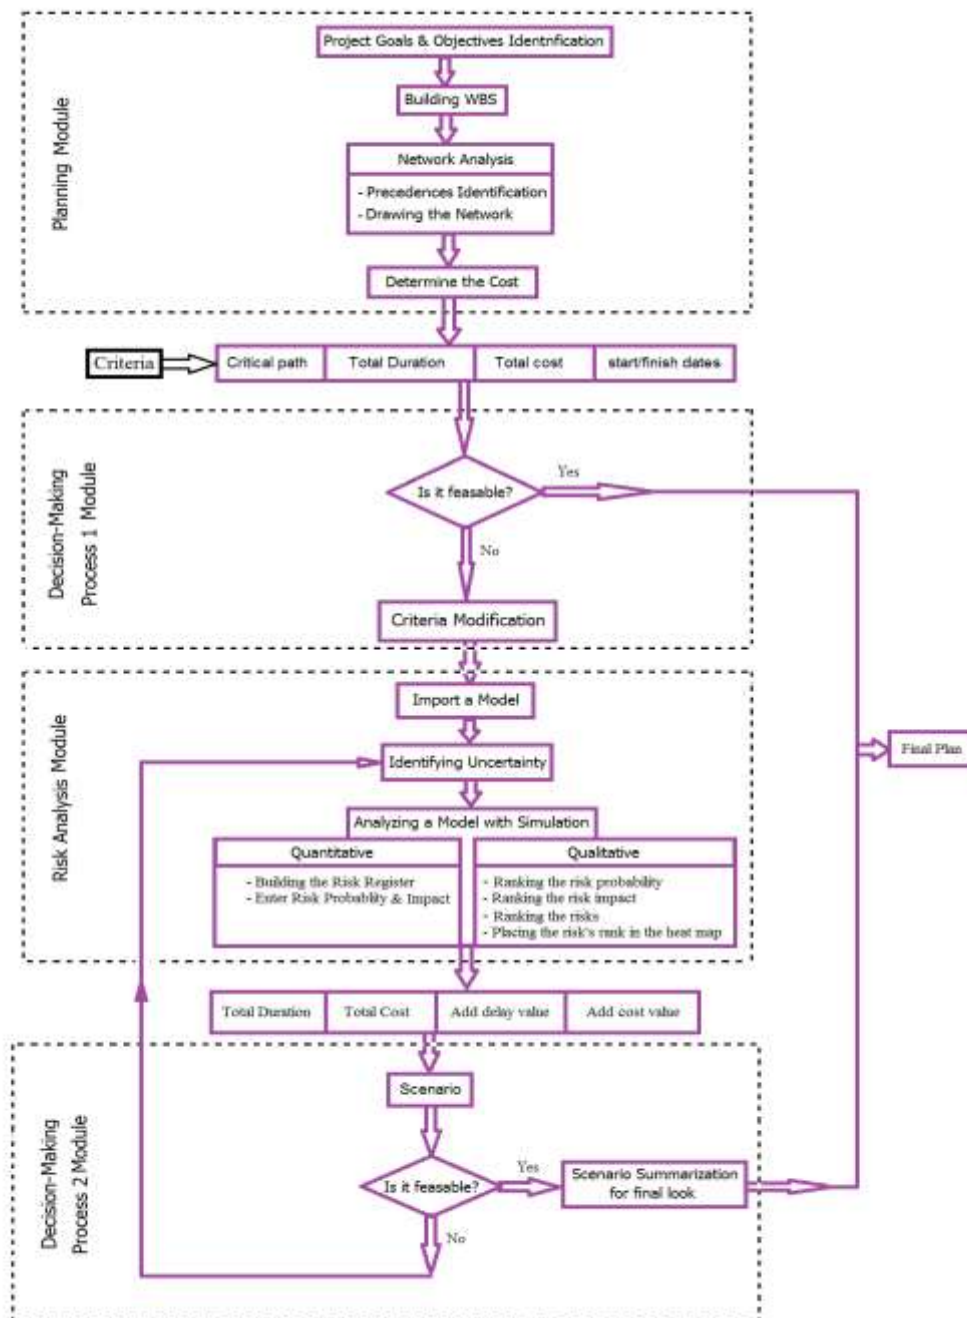 Project Goals & Objectives Identnfication
Building WBS
Network Analysis
- Precedences Identification
- Drawing the Network
Determine the Cost
Planning Module
Criteria
Critical path
Total Duration
Total cost
start/finish dates
Decision-Making
Process 1 Module
Is it feasable?
Yes
No
Criteria Modification
Risk Analysis Module
Import a Model
Identifying Uncertainty
Final Plan
Analyzing a Model with Simulation
Quantitative
- Building the Risk Register
- Enter Risk Probablity & Impact
Qualitative
- Ranking the risk probability
- Ranking the risk impact
- Ranking the risks
- Placing the risk's rank in the heat map
Total Duration
Total Cost
Add delay value
Add cost value
Decision-Making
Process 2 Module
Scenario
Is it feasable?
Yes
Scenario Summarization
for final look
No